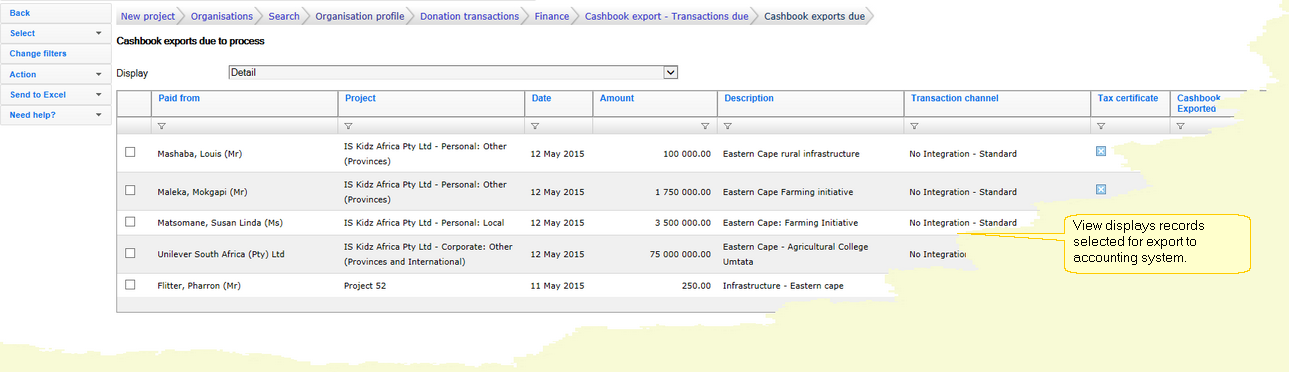 Back
Select
Change filters
Action
Send to Excel
Need help?
New project Organisations Search Organisation profile Donation transactions Finance Cashbook export - Transactions due Cashbook exports due
Cashbook exports due to process
Display Detail
Paid from Project Date Amount Description Transaction channel Tax certificate Cashbook
Exported
Mashaba, Louis (Mr) IS Kidz Africa Pty Ltd - Personal: Other
(Provinces) 12 May 2015 100 000.00 Eastern Cape rural infrastructure No Integration - Standard
Maleka, Mokgapi (Mr) IS Kidz Africa Pty Ltd - Personal: Other
(Provinces) 12 May 2015 1 750 000.00 Eastern Cape Farming initiative No Integration - Standard
Matsomane, Susan Linda (Ms) IS Kidz Africa Pty Ltd - Personal: Local 12 May 2015 3 500 000.00 Eastern Cape: Farming Initiative No Integration - Standard
Unilever South Africa (Pty) Ltd IS Kidz Africa Pty Ltd - Corporate: Other
(Provinces and International) 12 May 2015 75 000 000.00 Eastern Cape - Agricultural College
Umtata No Integration
Flitter, Pharron (Mr) Project 52 11 May 2015 250.00 Infrastructure - Eastern cape
View displays records
selected for export to
accounting system.